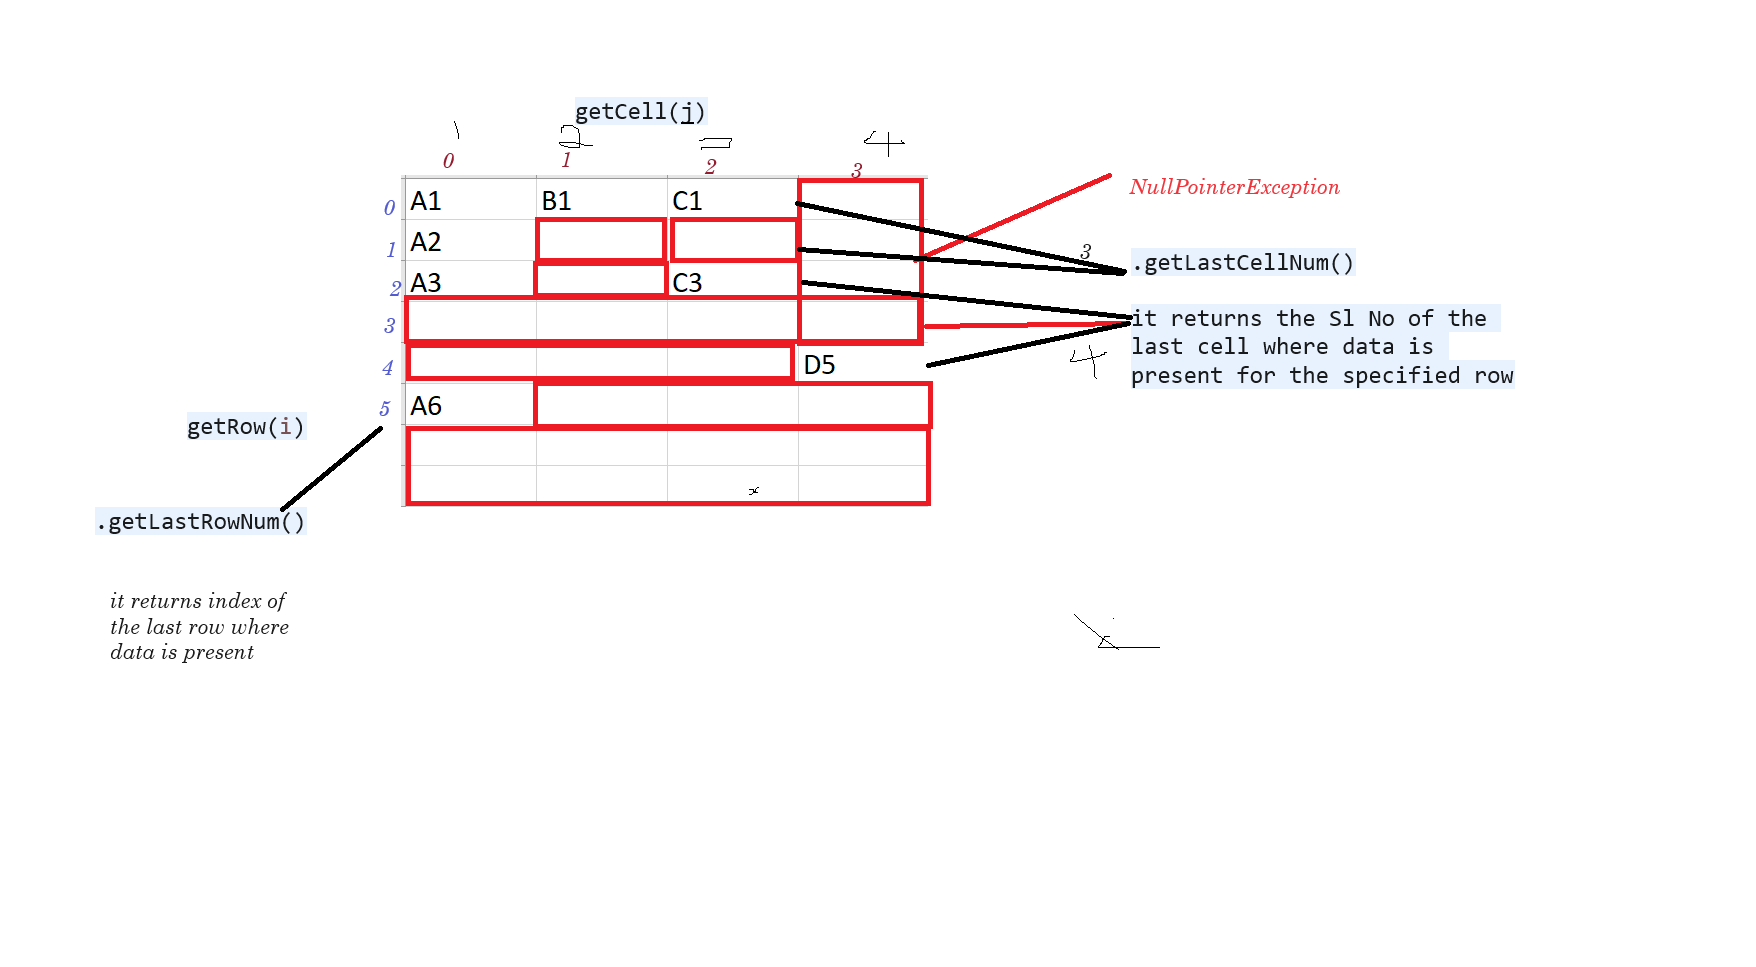 getCell(j)
2 4
0 1 2 3
0 A1 B1 C1
NullPointerException
1 A2
3 .getLastCellNum()
2 A3 C3
3
it returns the Sl No of the
last cell where data is
present for the specified row
4
4 D5
5 A6
getRow(i)
x
.getLastRowNum()
it returns index of
the last row where
data is present